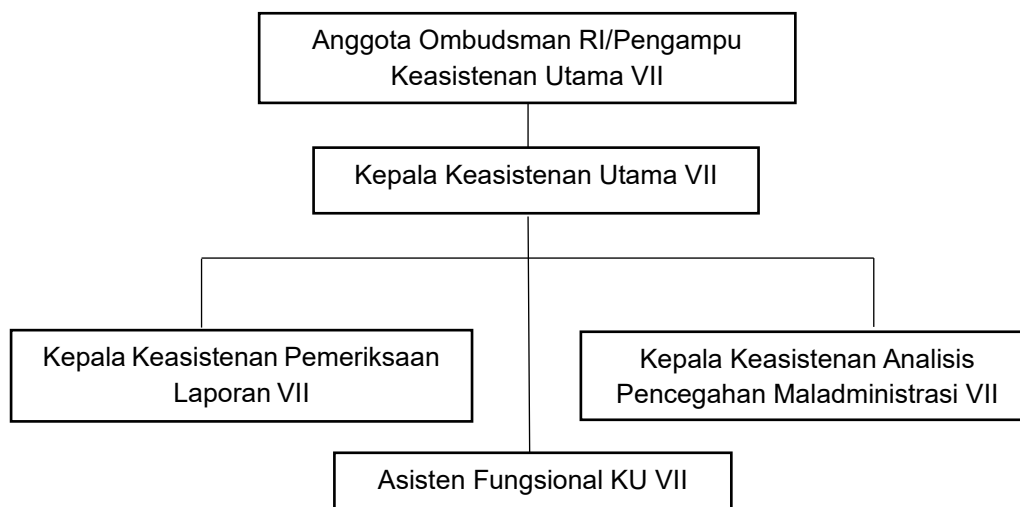 Anggota Ombudsman RI/Pengampu
Keasistenan Utama VII
Kepala Keasistenan Utama VII
Kepala Keasistenan Pemeriksaan
Laporan VII
Kepala Keasistenan Analisis
Pencegahan Maladministrasi VII
Asisten Fungsional KU VII